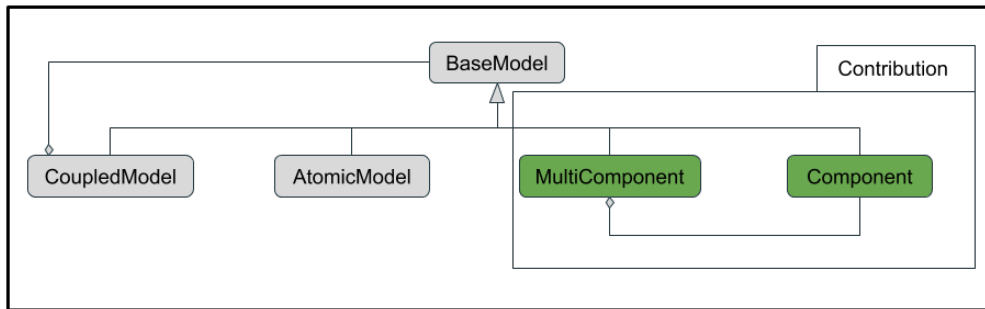 BaseModel
Contribution
CoupledModel
AtomicModel
MultiComponent
Component